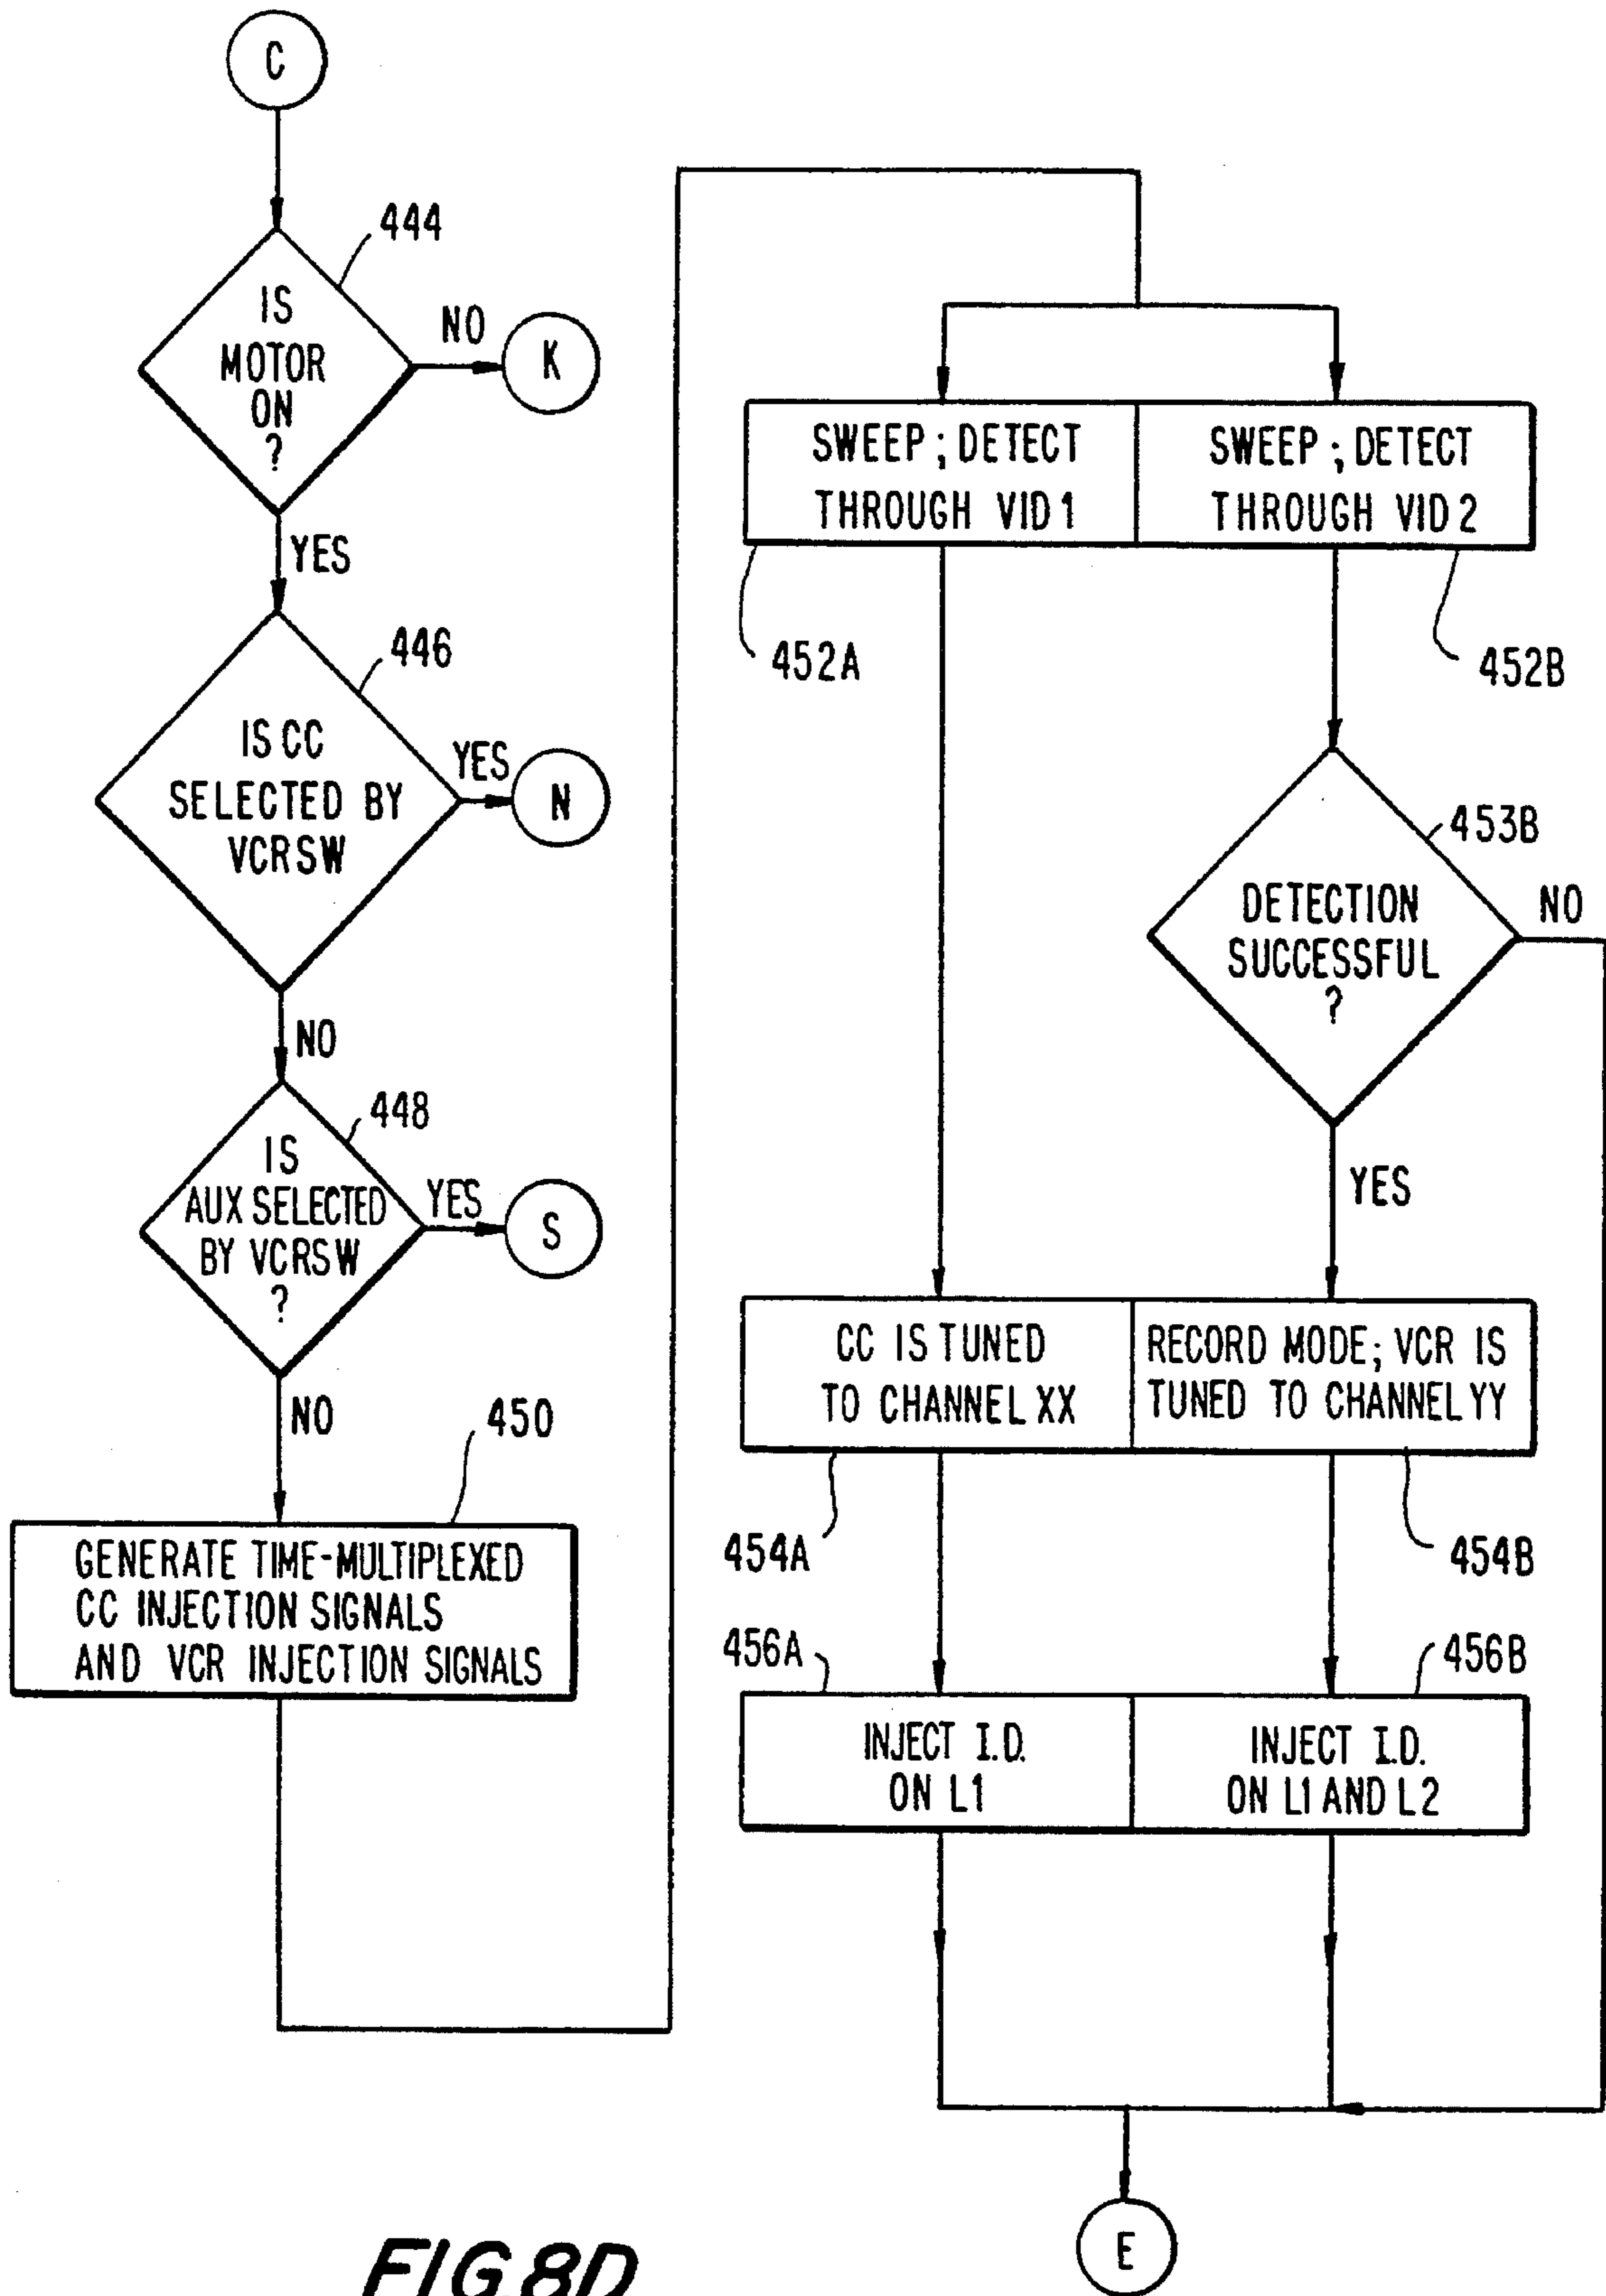 C
444
IS
MOTOR
ON
?
NO
K
YES
446
IS CC
SELECTED BY
VCRSW
YES
N
NO
448
IS
AUX SELECTED
BY VCRSW
?
YES
S
NO
450
GENERATE TIME-MULTIPLEXED
CC INJECTION SIGNALS
AND VCR INJECTION SIGNALS
SWEEP; DETECT
THROUGH VID 1
452A
SWEEP; DETECT
THROUGH VID 2
452B
453B
DETECTION
SUCCESSFUL
?
NO
YES
CC IS TUNED
TO CHANNEL XX
454A
RECORD MODE; VCR IS
TUNED TO CHANNEL YY
454B
456A
INJECT I.D.
ON L1
456B
INJECT I.D.
ON L1 AND L2
E
FIG. 8D